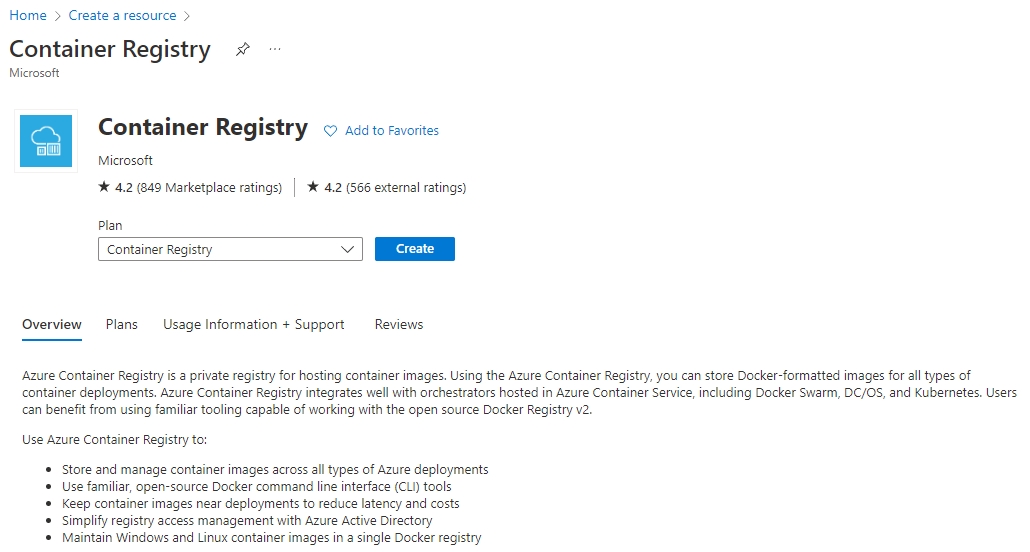 Home > Create a resource >
Container Registry ...
Microsoft
Container Registry Add to Favorites
Microsoft
★ 4.2 (849 Marketplace ratings) | ★ 4.2 (566 external ratings)
Plan
Container Registry Create
Overview Plans Usage Information + Support Reviews
Azure Container Registry is a private registry for hosting container images. Using the Azure Container Registry, you can store Docker-formatted images for all types of
container deployments. Azure Container Registry integrates well with orchestrators hosted in Azure Container Service, including Docker Swarm, DC/OS, and Kubernetes. Users
can benefit from using familiar tooling capable of working with the open source Docker Registry v2.
Use Azure Container Registry to:
• Store and manage container images across all types of Azure deployments
• Use familiar, open-source Docker command line interface (CLI) tools
• Keep container images near deployments to reduce latency and costs
• Simplify registry access management with Azure Active Directory
• Maintain Windows and Linux container images in a single Docker registry